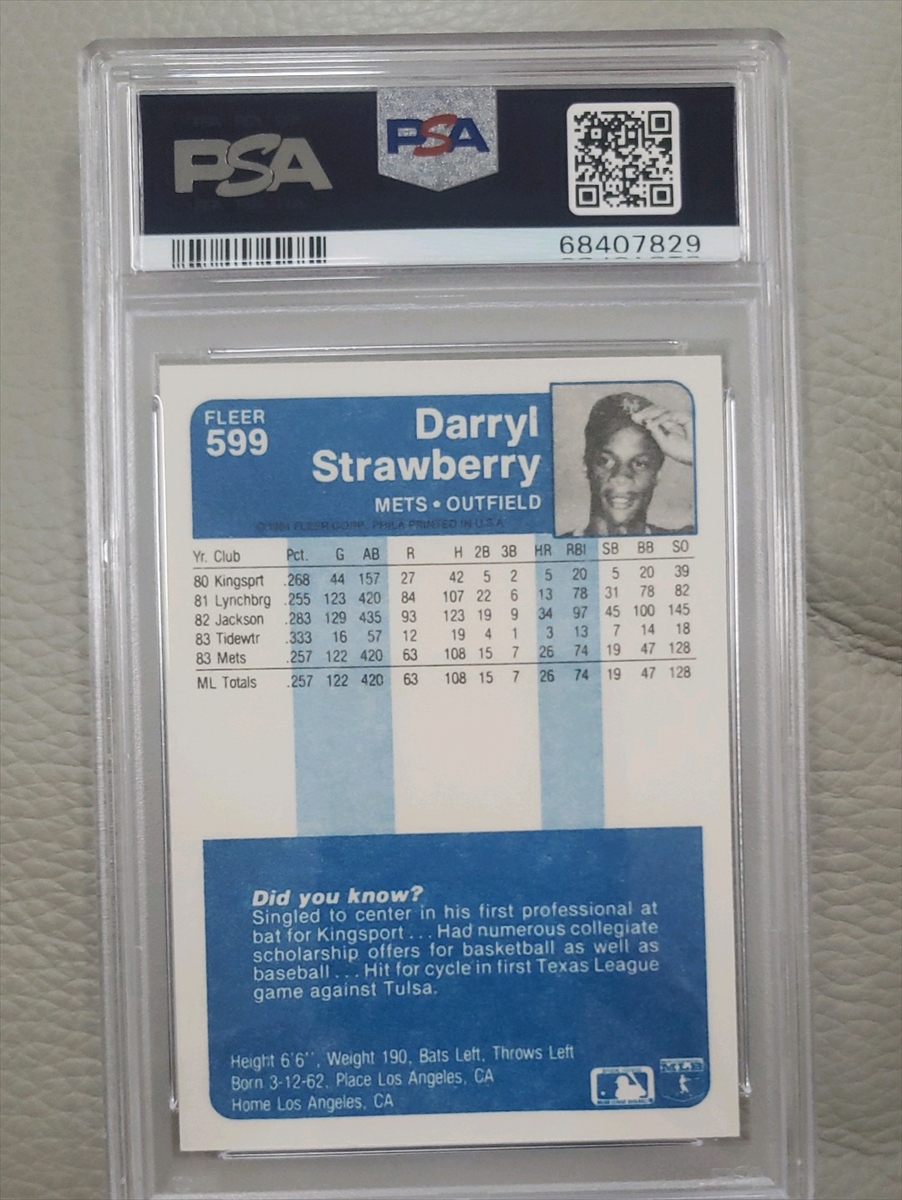 PSA PSA
68407829
FLEER
599
Darryl
Strawberry
METS • OUTFIELD
©1984 FLEER CORP., PHILA PRINTED IN U.S.A.
Yr. Club Pct. G AB R H 2B 3B HR RBI SB BB SO
80 Kingsprt .268 44 157 27 42 5 2 5 20 5 20 39
81 Lynchbrg .255 123 420 84 107 22 6 13 78 31 78 82
82 Jackson .283 129 435 93 123 19 9 34 97 45 100 145
83 Tidewtr .333 16 57 12 19 4 1 3 13 7 14 18
83 Mets .257 122 420 63 108 15 7 26 74 19 47 128
ML Totals .257 122 420 63 108 15 7 26 74 19 47 128
Did you know?
Singled to center in his first professional at
bat for Kingsport . . . Had numerous collegiate
scholarship offers for basketball as well as
baseball . . . Hit for cycle in first Texas League
game against Tulsa.
Height 6'6", Weight 190, Bats Left, Throws Left
Born 3-12-62, Place Los Angeles, CA
Home Los Angeles, CA